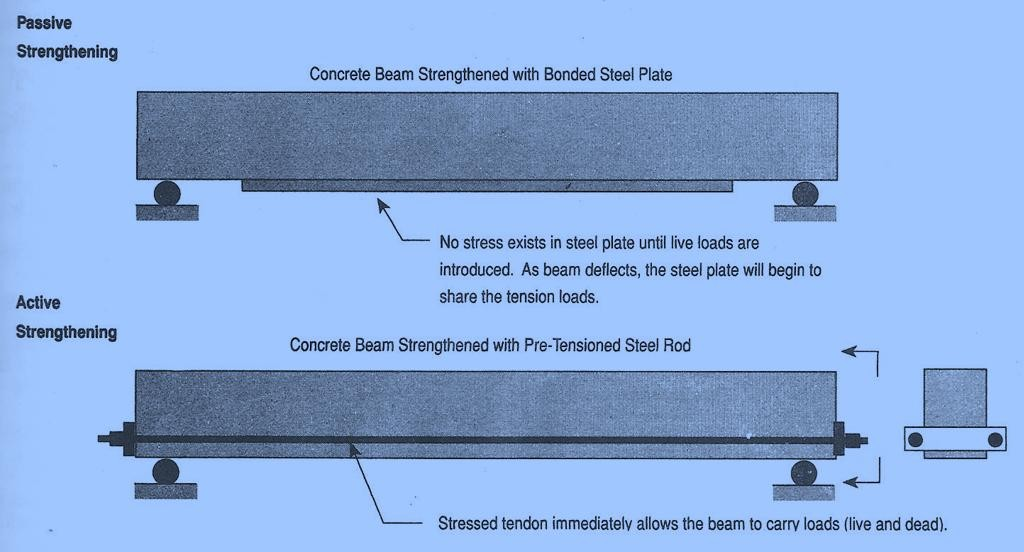 Passive
Strengthening
Concrete Beam Strengthened with Bonded Steel Plate
No stress exists in steel plate until live loads are
introduced. As beam deflects, the steel plate will begin to
share the tension loads.
Active
Strengthening
Concrete Beam Strengthened with Pre-Tensioned Steel Rod
Stressed tendon immediately allows the beam to carry loads (live and dead).